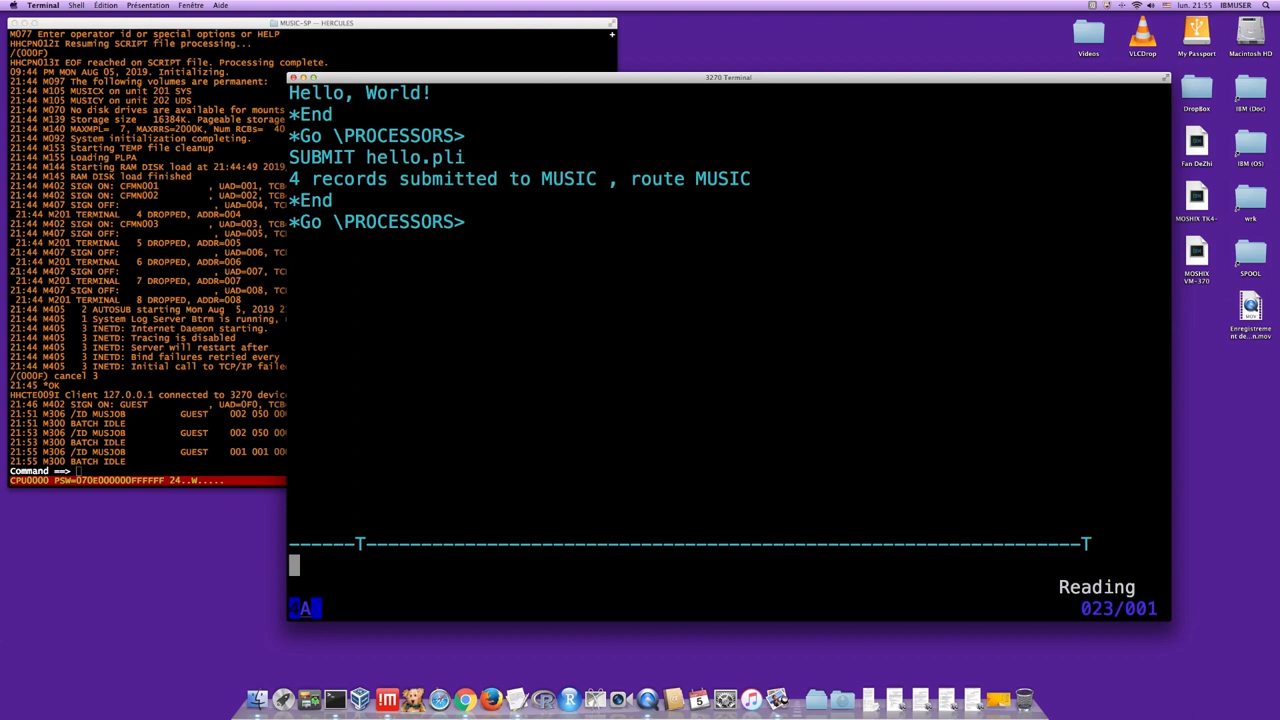 Terminal Shell Édition Présentation Fenêtre Aide
lun. 21:55 IBMUSER
MUSIC-SP — HERCULES
M077 Enter operator id or special options or HELP
HHCPN012I Resuming SCRIPT file processing...
/(000F)
HHCPN013I EOF reached on SCRIPT file. Processing complete.
09:44 PM MON AUG 05, 2019. Initializing.
21:44 M097 The following volumes are permanent:
21:44 M105 MUSICX on unit 201 SYS
21:44 M105 MUSICY on unit 202 UDS
21:44 M070 No disk drives are available for mounts
21:44 M139 Storage size 16384K. Pageable storage
21:44 M140 MAXMPL= 7, MAXRRS=2000K, Num RCBs= 40
21:44 M092 System initialization completing.
21:44 M153 Starting TEMP file cleanup
21:44 M155 Loading PLPA
21:44 M144 Starting RAM DISK load at 21:44:49 2019
21:44 M145 RAM DISK load finished
21:44 M402 SIGN ON: CFMN001 , UAD=001, TCB
21:44 M402 SIGN ON: CFMN002 , UAD=002, TCB
21:44 M407 SIGN OFF: , UAD=004, TCB
21:44 M201 TERMINAL 4 DROPPED, ADDR=004
21:44 M402 SIGN ON: CFMN003 , UAD=003, TCB
21:44 M407 SIGN OFF: , UAD=005, TCB
21:44 M201 TERMINAL 5 DROPPED, ADDR=005
21:44 M407 SIGN OFF: , UAD=006, TCB
21:44 M201 TERMINAL 6 DROPPED, ADDR=006
21:44 M407 SIGN OFF: , UAD=007, TCB
21:44 M201 TERMINAL 7 DROPPED, ADDR=007
21:44 M407 SIGN OFF: , UAD=008, TCB
21:44 M201 TERMINAL 8 DROPPED, ADDR=008
21:44 M405 2 AUTOSUB starting Mon Aug 5, 2019 2
21:44 M405 1 System Log Server Btrm is running,
21:44 M405 3 INETD: Internet Daemon starting.
21:44 M405 3 INETD: Tracing is disabled
21:44 M405 3 INETD: Server will restart after
21:44 M405 3 INETD: Bind failures retried every
21:44 M405 3 INETD: Initial call to TCP/IP faile
/(000F) cancel 3
21:45 *OK
HHCTE009I Client 127.0.0.1 connected to 3270 devic
21:46 M402 SIGN ON: GUEST , UAD=0F0, TCB
21:51 M306 /ID MUSJOB GUEST 002 050 00
21:51 M300 BATCH IDLE
21:53 M306 /ID MUSJOB GUEST 002 050 00
21:53 M300 BATCH IDLE
21:55 M306 /ID MUSJOB GUEST 001 001 00
21:55 M300 BATCH IDLE
Command ==>
CPU0000 PSW=070E000000FFFFFF 24..W.....
3270 Terminal
Hello, World!
*End
*Go \PROCESSORS>
SUBMIT hello.pli
4 records submitted to MUSIC , route MUSIC
*End
*Go \PROCESSORS>
------T-----------------------------------------------------------------T
Reading
4A
023/001
Videos
VLCDrop
My Passport
Macintosh HD
DropBox
IBM (Doc)
Fan DeZhi
IBM (OS)
MOSHIX TK4-
wrk
MOSHIX
VM-370
SPOOL
MOV
Enregistreme
nt de...n.mov